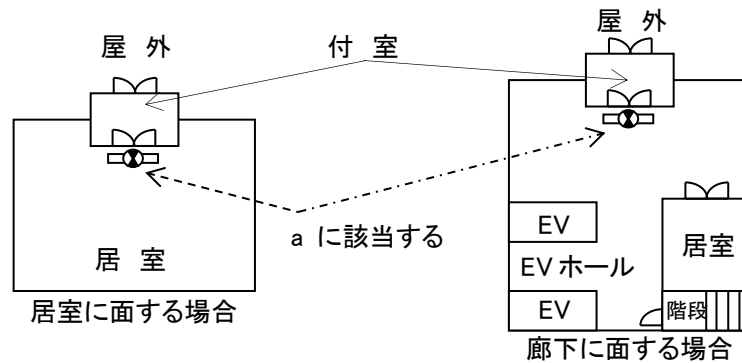 屋 外
付 室
屋 外
a に該当する
居 室
居室に面する場合
EV
EV ホール
EV
居室
階段
廊下に面する場合